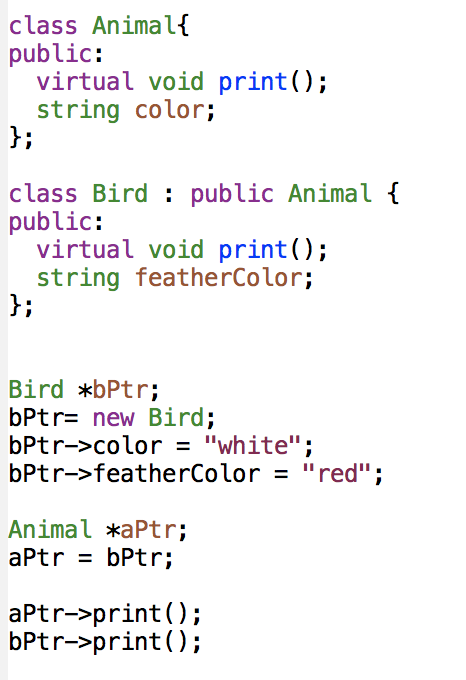 class Animal{
public:
  virtual void print();
  string color;
};
class Bird : public Animal {
public:
  virtual void print();
  string featherColor;
};
Bird *bPtr;
bPtr= new Bird;
bPtr->color = "white";
bPtr->featherColor = "red";
Animal *aPtr;
aPtr = bPtr;
aPtr->print();
bPtr->print();